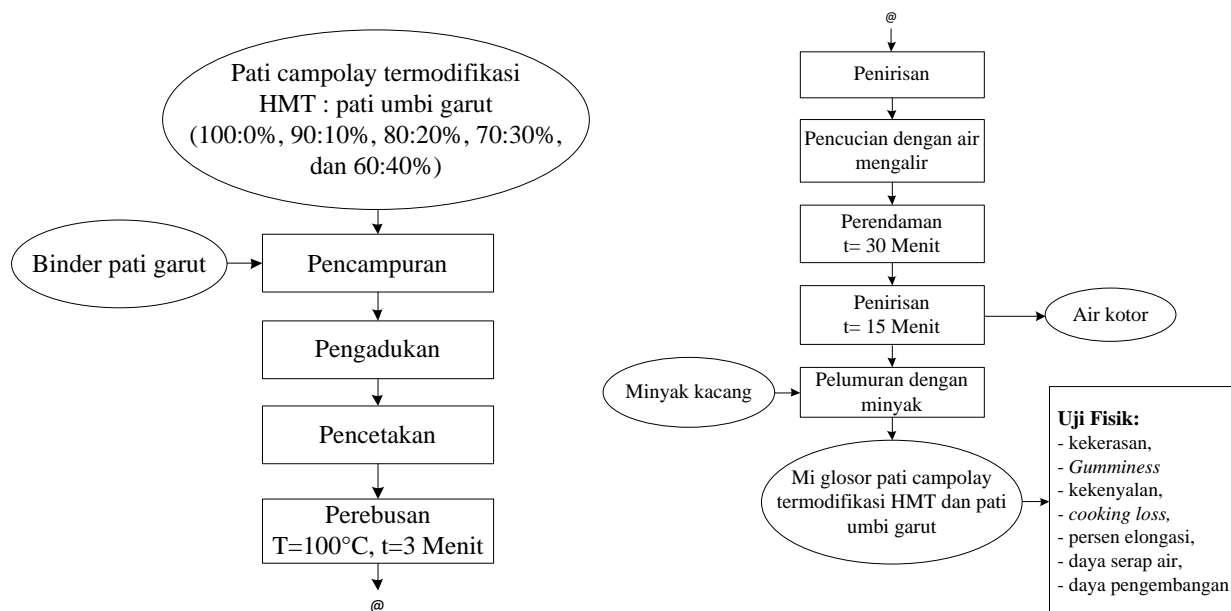 Pati campolay termodifikasi
HMT : pati umbi garut
(100:0%, 90:10%, 80:20%, 70:30%,
dan 60:40%)
Binder pati garut
Pencampuran
Pengadukan
Pencetakan
Perebusan
T=100°C, t=3 Menit
@
@
Penirisan
Pencucian dengan air
mengalir
Perendaman
t= 30 Menit
Penirisan
t= 15 Menit
Air kotor
Minyak kacang
Pelumuran dengan
minyak
Mi glosor pati campolay
termodifikasi HMT dan pati
umbi garut
Uji Fisik:
- kekerasan,
- Gumminess
- kekenyalan,
- cooking loss,
- persen elongasi,
- daya serap air,
- daya pengembangan